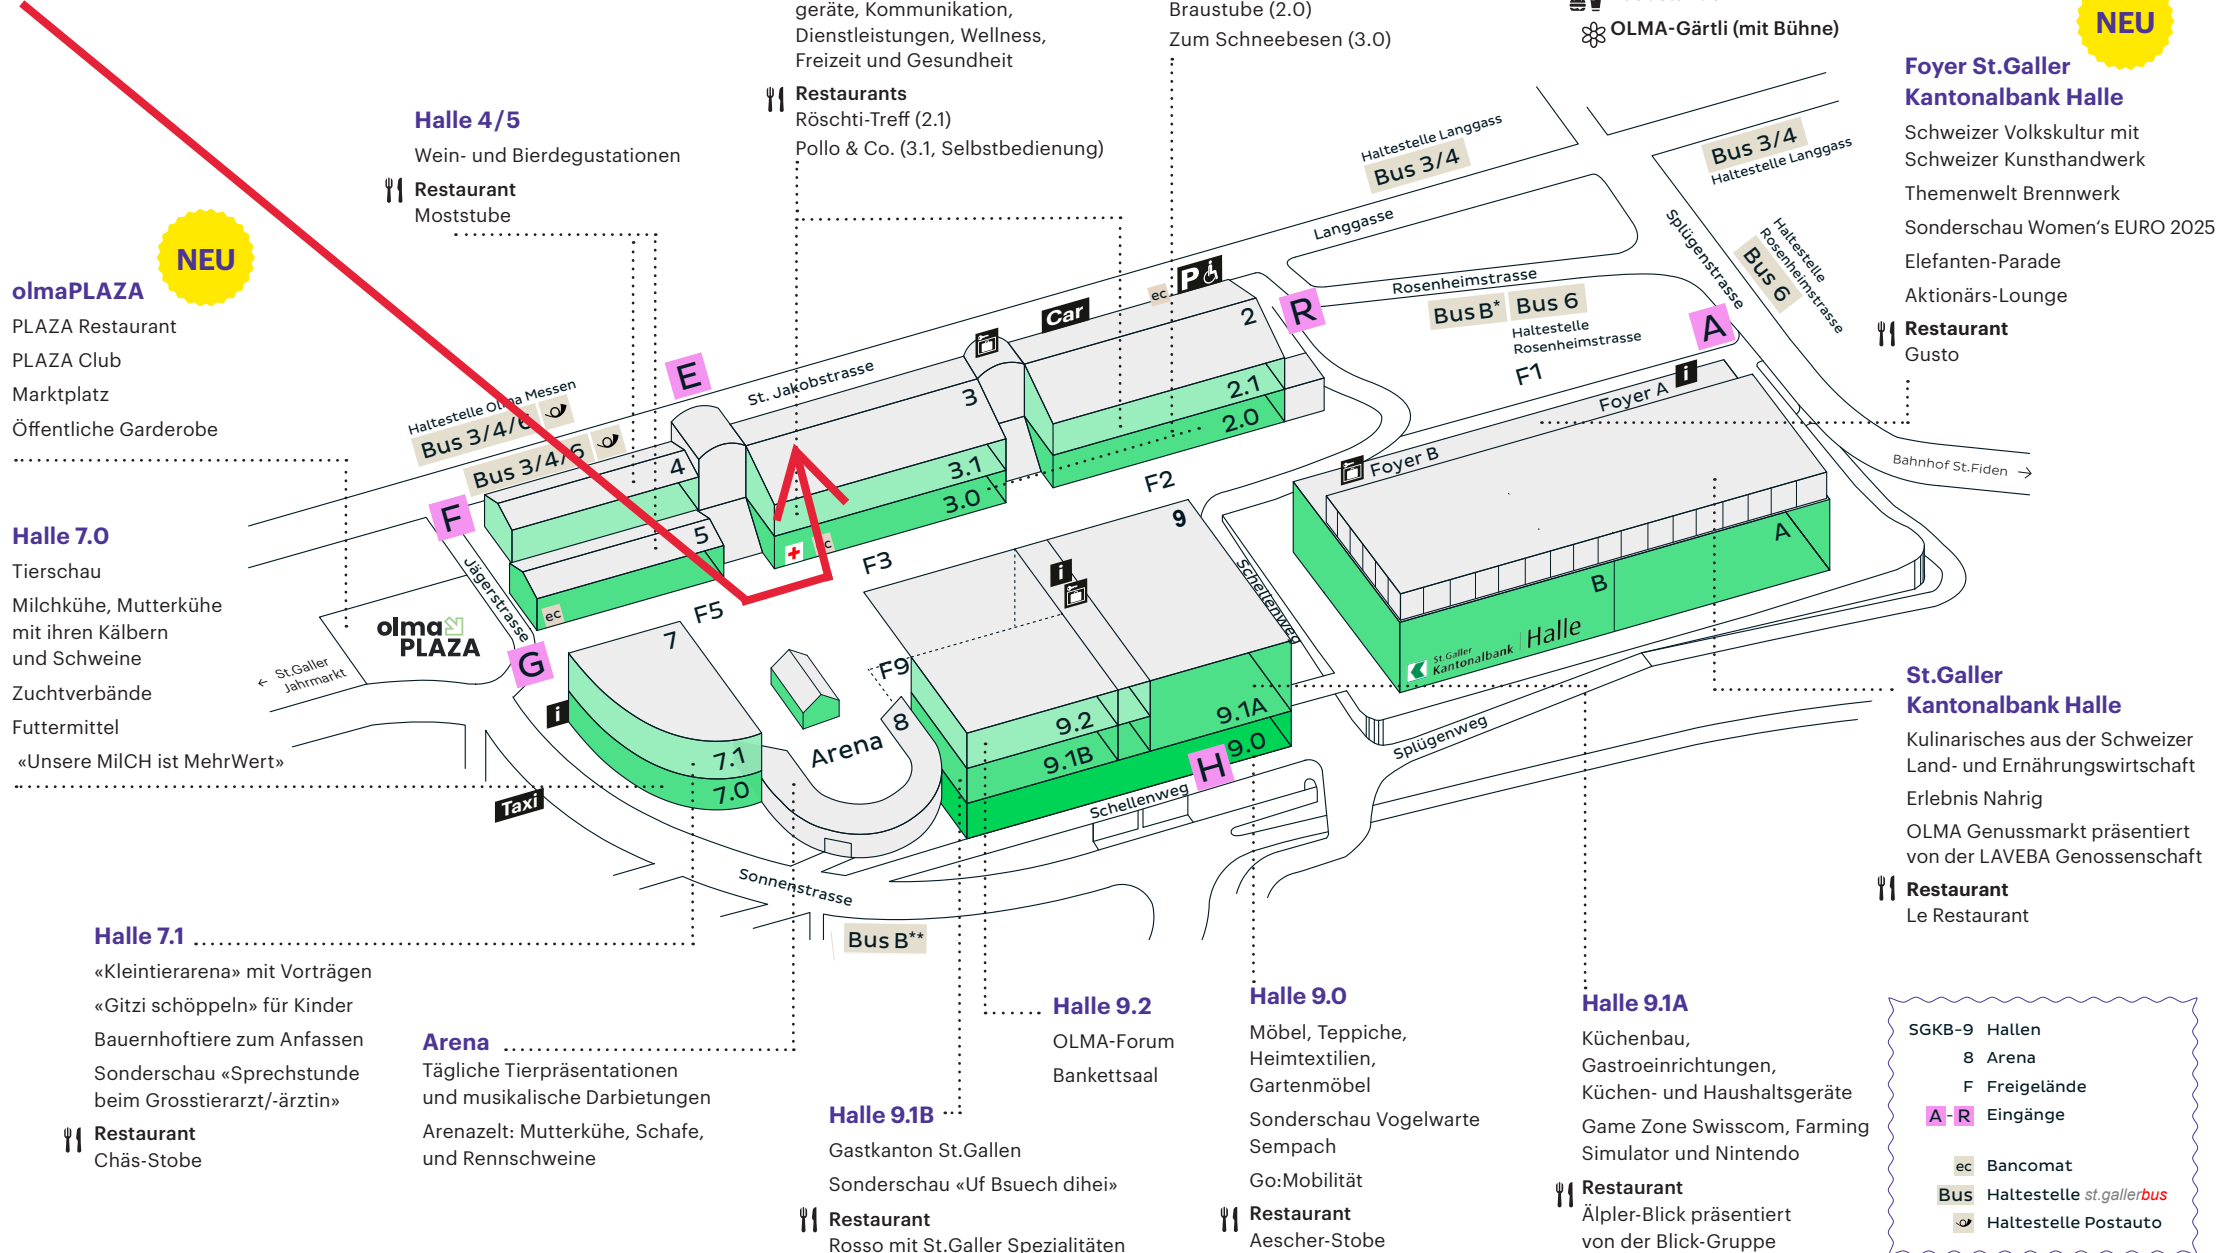 geräte, Kommunikation,
Dienstleistungen, Wellness,
Freizeit und Gesundheit
Restaurants
Röschti-Treff (2.1)
Pollo & Co. (3.1, Selbstbedienung)
Braustube (2.0)
Zum Schneebesen (3.0)
OLMA-Gärtli (mit Bühne)
NEU
Foyer St.Galler
Kantonalbank Halle
Schweizer Volkskultur mit
Schweizer Kunsthandwerk
Themenwelt Brennwerk
Sonderschau Women‘s EURO 2025
Elefanten-Parade
Aktionärs-Lounge
Restaurant
Gusto
Halle 4/5
Wein- und Bierdegustationen
Restaurant
Moststube
NEU
olmaPLAZA
PLAZA Restaurant
PLAZA Club
Marktplatz
Öffentliche Garderobe
Halle 7.0
Tierschau
Milchkühe, Mutterkühe
mit ihren Kälbern
und Schweine
Zuchtverbände
Futtermittel
«Unsere MilCH ist MehrWert»
Haltestelle Langgass
Bus 3/4
Bus 3/4
Haltestelle Langgass
Langgasse
Splügenstrasse
Haltestelle
Rosenheimstrasse
Bus 6
Rosenheimstrasse
Bus B* Bus 6
Haltestelle
Rosenheimstrasse
A
F1
R
P
ec
Car
2
2.1
2.0
E
St. Jakobstrasse
3
3.1
3.0
Haltestelle Olma Messen
Bus 3/4/6
Bus 3/4/6
4
5
F
Jägerstrasse
ec
olma
PLAZA
← St.Galler
Jahrmarkt
G
i
Taxi
F5
F3
F2
F9
7
7.1
7.0
8
Arena
9
i
9.2
9.1B
9.1A
9.0
H
Schellenweg
Schellenweg
Foyer A
i
Foyer B
A
B
St.Galler
Kantonalbank
Halle
Bahnhof St.Fiden →
Splügenweg
Sonnenstrasse
Bus B**
St.Galler
Kantonalbank Halle
Kulinarisches aus der Schweizer
Land- und Ernährungswirtschaft
Erlebnis Nahrig
OLMA Genussmarkt präsentiert
von der LAVEBA Genossenschaft
Restaurant
Le Restaurant
Halle 7.1
«Kleintierarena» mit Vorträgen
«Gitzi schöppeln» für Kinder
Bauernhoftiere zum Anfassen
Sonderschau «Sprechstunde
beim Grosstierarzt/-ärztin»
Restaurant
Chäs-Stobe
Arena
Tägliche Tierpräsentationen
und musikalische Darbietungen
Arenazelt: Mutterkühe, Schafe,
und Rennschweine
Halle 9.1B
Gastkanton St.Gallen
Sonderschau «Uf Bsuech dihei»
Restaurant
Rosso mit St.Galler Spezialitäten
Halle 9.2
OLMA-Forum
Bankettsaal
Halle 9.0
Möbel, Teppiche,
Heimtextilien,
Gartenmöbel
Sonderschau Vogelwarte
Sempach
Go:Mobilität
Restaurant
Aescher-Stobe
Halle 9.1A
Küchenbau,
Gastroeinrichtungen,
Küchen- und Haushaltsgeräte
Game Zone Swisscom, Farming
Simulator und Nintendo
Restaurant
Älpler-Blick präsentiert
von der Blick-Gruppe
SGKB-9 Hallen
8 Arena
F Freigelände
A-R Eingänge
ec Bancomat
Bus Haltestelle st.gallerbus
Haltestelle Postauto